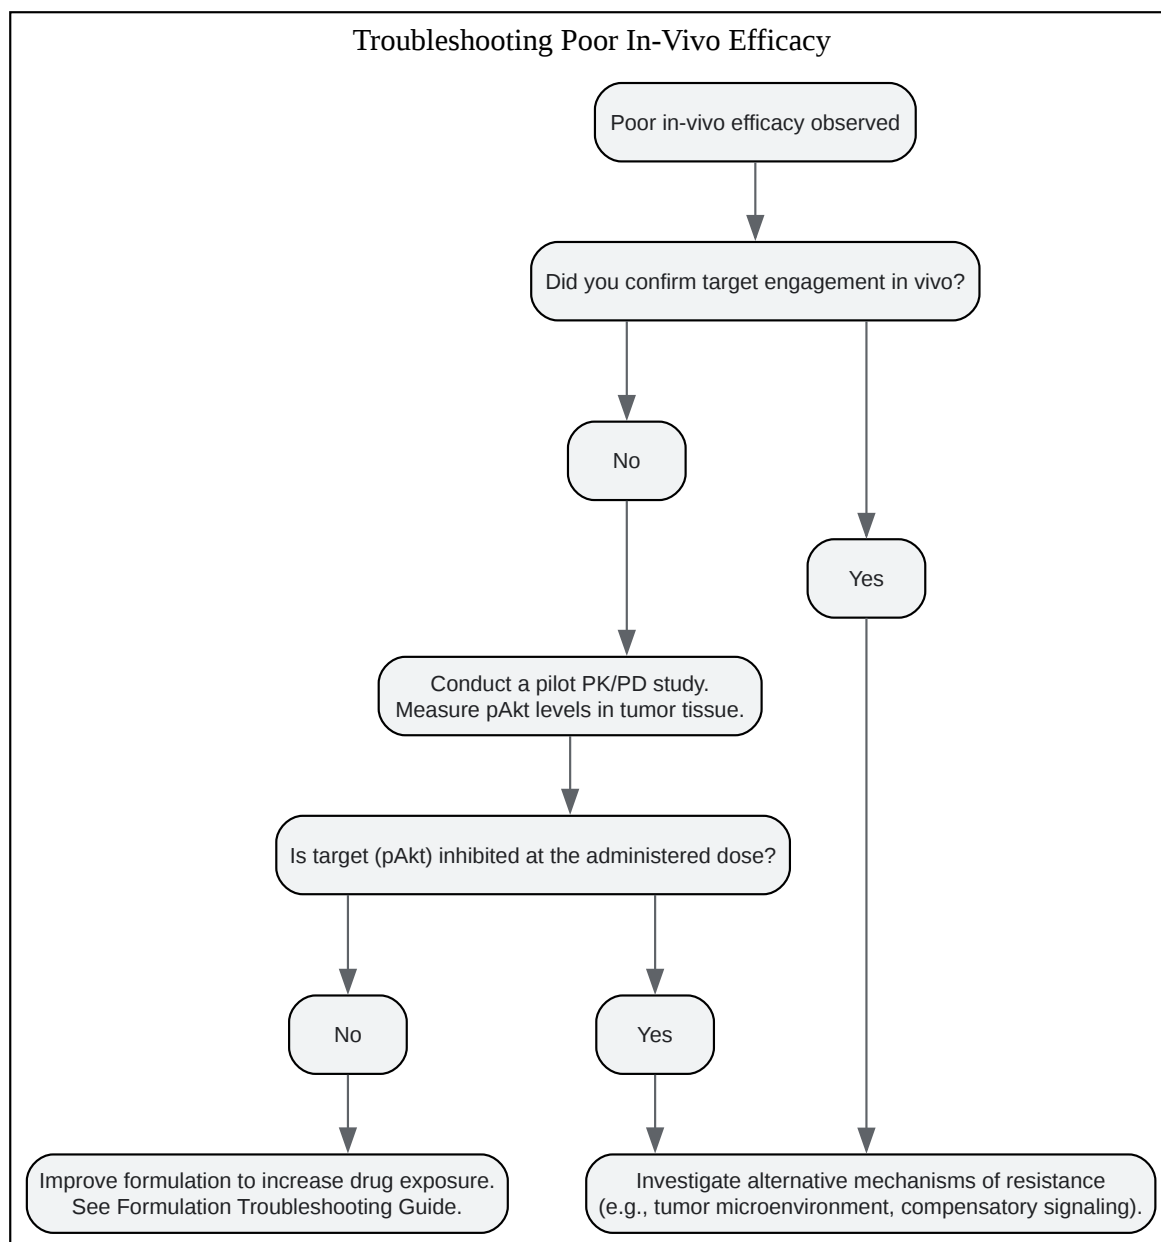 Troubleshooting Poor In-Vivo Efficacy
Poor in-vivo efficacy observed
Did you confirm target engagement in vivo?
No
Yes
Conduct a pilot PK/PD study.
Measure pAkt levels in tumor tissue.
Is target (pAkt) inhibited at the administered dose?
No
Yes
Improve formulation to increase drug exposure.
See Formulation Troubleshooting Guide.
Investigate alternative mechanisms of resistance
(e.g., tumor microenvironment, compensatory signaling).